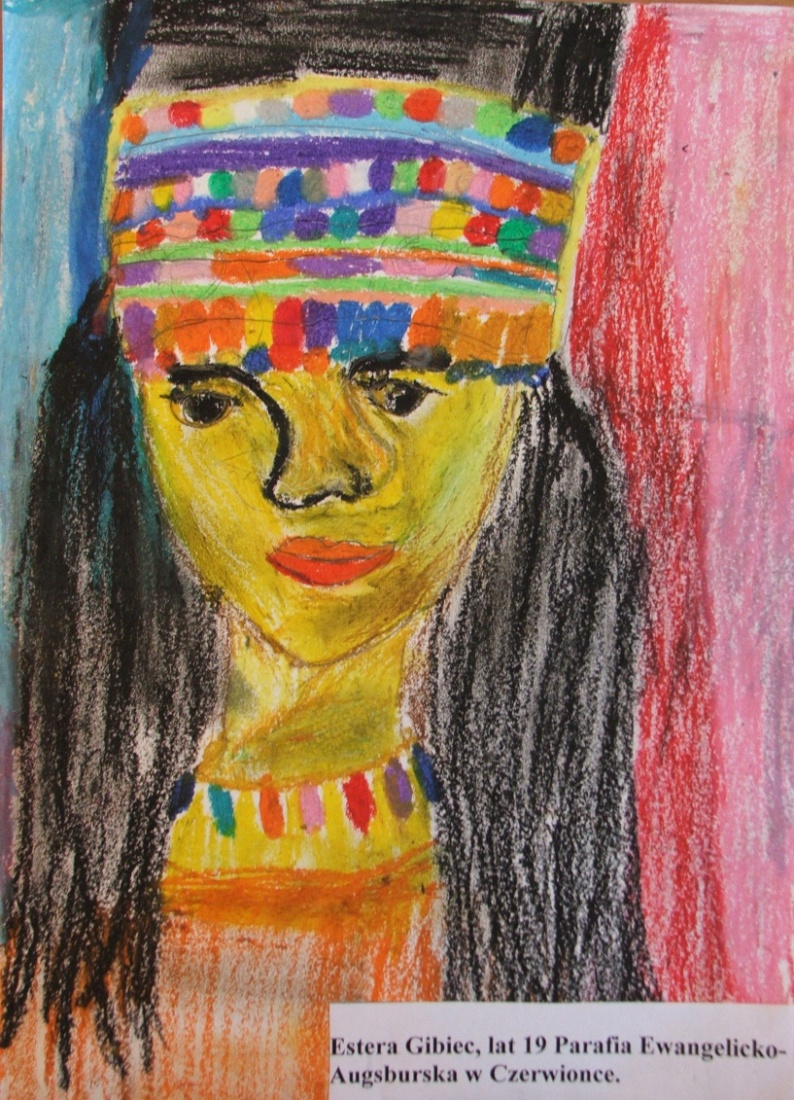 Estera Gibiec, lat 19 Parafia Ewangelicko-
Augsburska w Czerwionce.